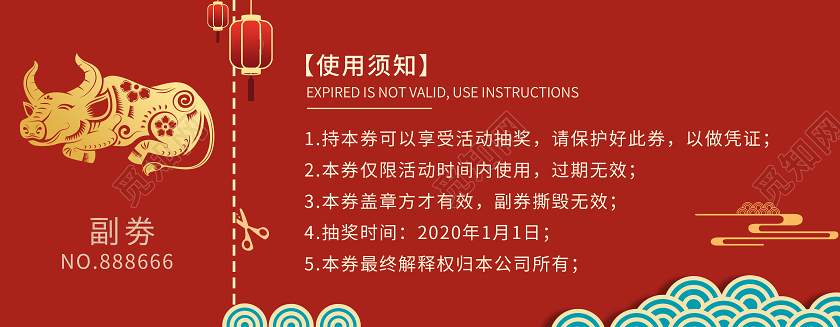 【使用须知】
EXPIRED IS NOT VALID, USE INSTRUCTIONS
1.持本券可以享受活动抽奖，请保护好此券，以做凭证；
2.本券仅限活动时间内使用，过期无效；
3.本券盖章方才有效，副券撕毁无效；
4.抽奖时间：2020年1月1日；
5.本券最终解释权归本公司所有；
副券
NO.888666
觅知网
觅知网
觅知网